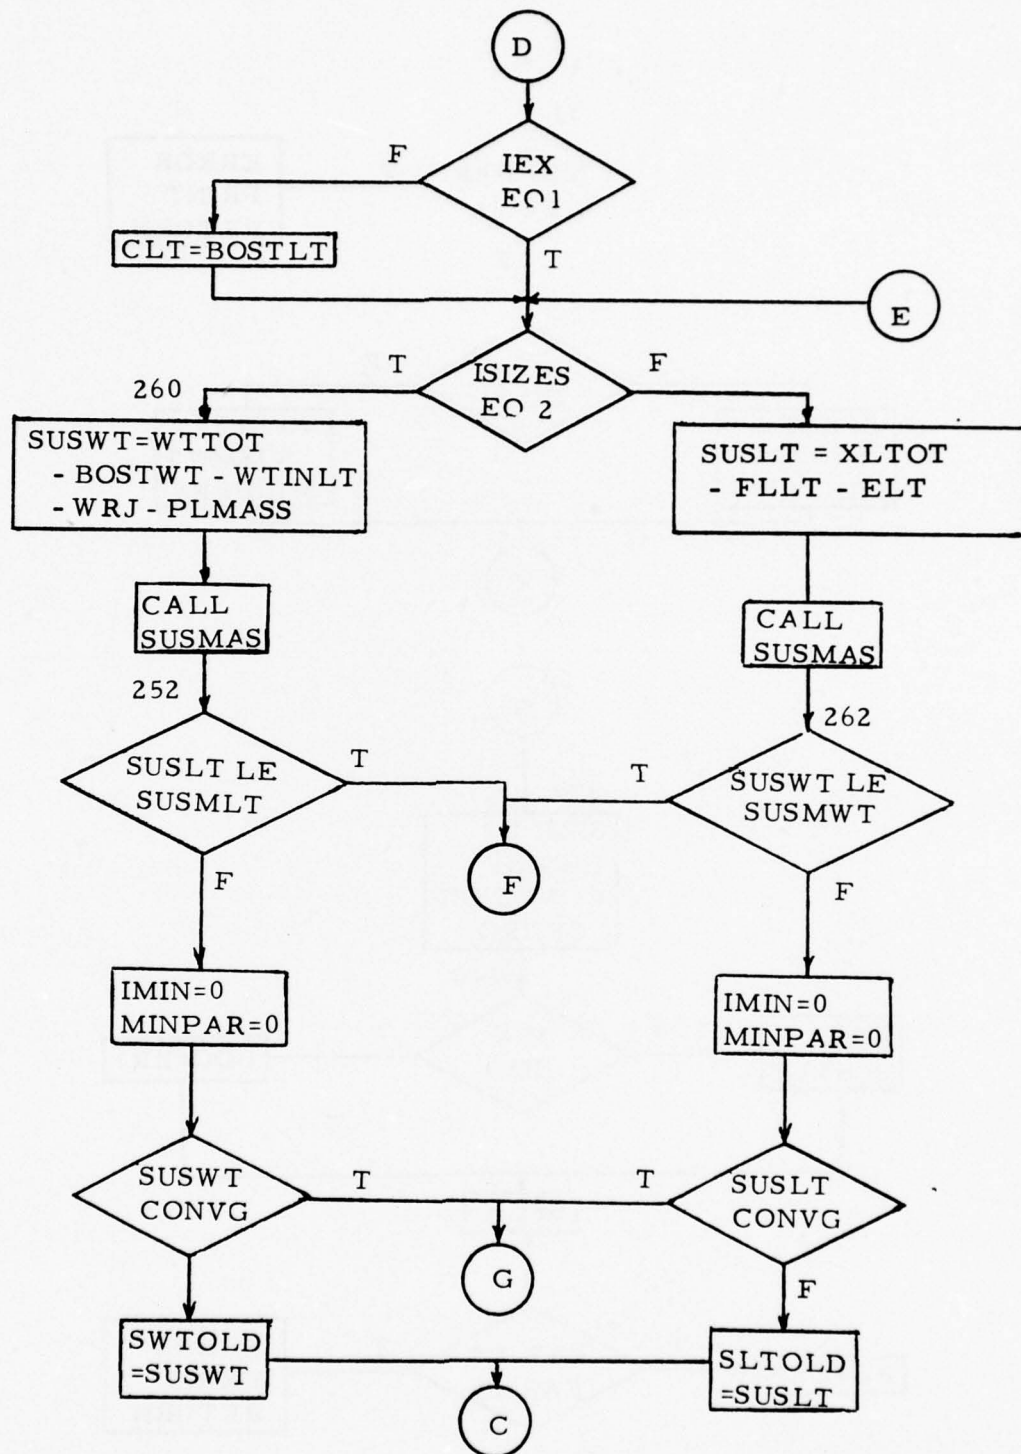 D
F
IEX
EQ 1
CLT=BOSTLT
T
E
T
ISIZES
F
EQ 2
260
SUSWT=WTTOT
- BOSTWT - WTINLT
- WRJ - PLMASS
SUSLT = XLTOT
- FLLT - ELT
CALL
SUSMAS
CALL
SUSMAS
252
262
SUSLT LE
SUSMLT
T
T
SUSWT LE
SUSMWT
F
F
F
IMIN=0
MINPAR=0
IMIN=0
MINPAR=0
SUSWT
CONVG
T
T
SUSLT
CONVG
G
F
SWTOLD
=SUSWT
SLTOLD
=SUSLT
C